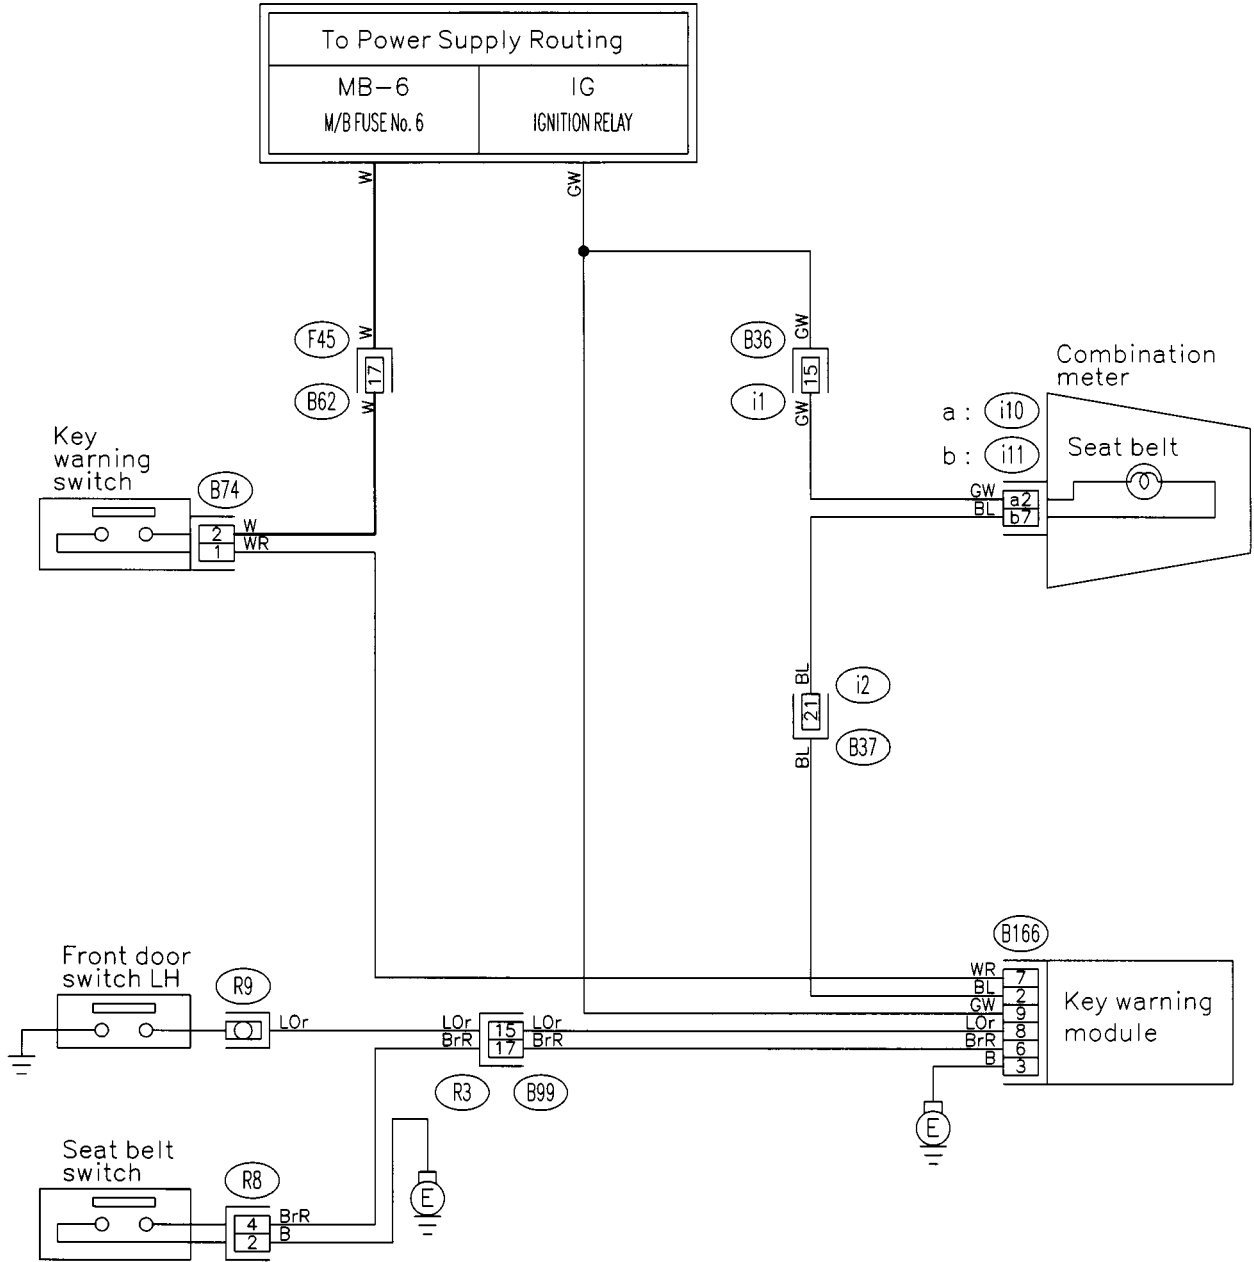 To Power Supply Routing
MB-6
IG
M/B FUSE No. 6
IGNITION RELAY
W
GW
F45
W
17
B62
W
B36
GW
15
i1
GW
Combination
meter
a : i10
b : i11
Seat belt
GW
a2
BL
b7
Key
warning
switch
B74
2
W
1
WR
BL
i2
21
B37
BL
B166
WR
7
BL
2
GW
9
LOr
8
BrR
6
B
3
Key warning
module
E
Front door
switch LH
R9
LOr
LOr
15
LOr
BrR
17
BrR
R3
B99
Seat belt
switch
R8
4
BrR
2
B
E